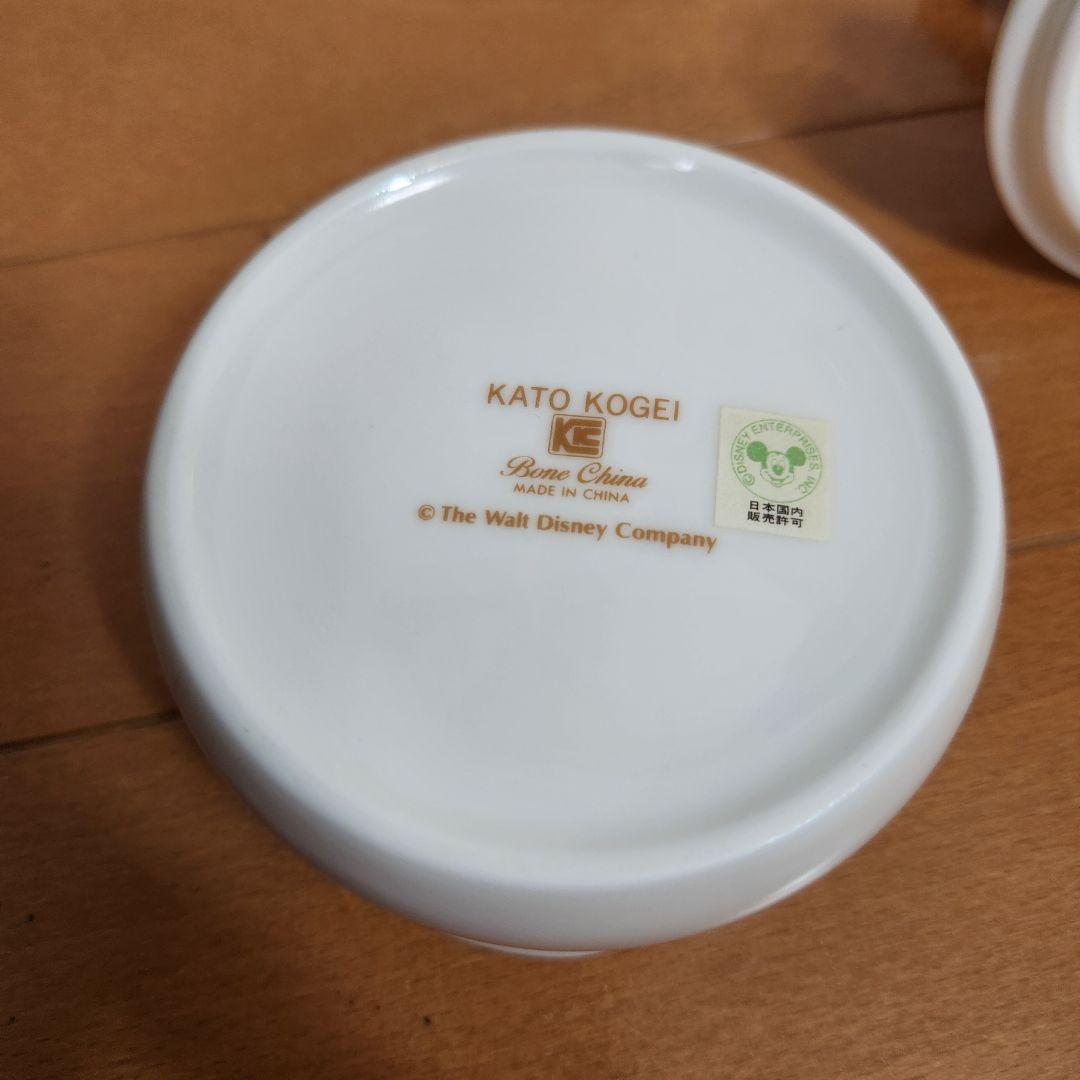 KATO KOGEI
KC
Bone China
MADE IN CHINA
© The Walt Disney Company
© DISNEY ENTERPRISES, INC
日本国内
販売許可